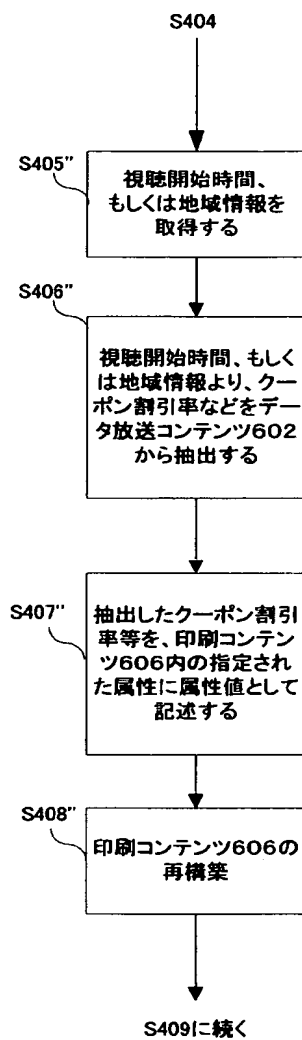 S404
S405"
視聴開始時間、
もしくは地域情報を
取得する
S406"
視聴開始時間、もしく
は地域情報より、クー
ポン割引率などをデー
タ放送コンテンツ602
から抽出する
S407"
抽出したクーポン割引
率等を、印刷コンテン
ツ606内の指定され
た属性に属性値として
記述する
S408"
印刷コンテンツ606の
再構築
S409に続く